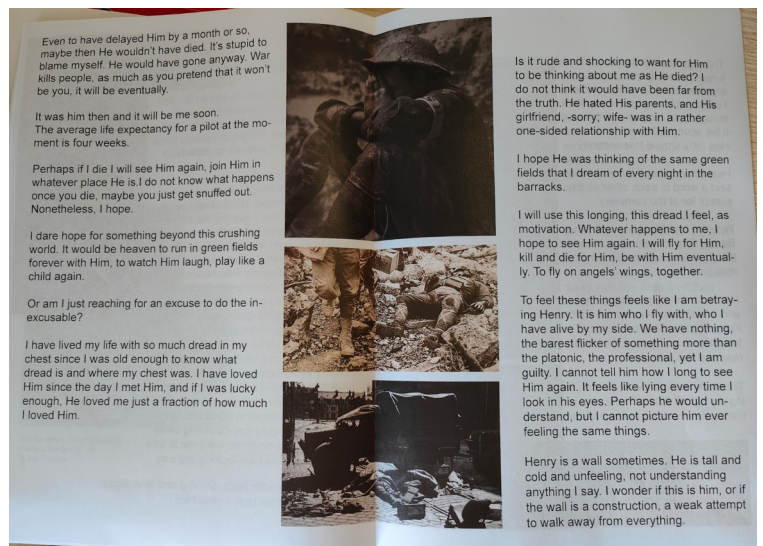 Even to have delayed Him by a month or so,
maybe then He wouldn't have died. It's stupid to
blame myself. He would have gone anyway. War
kills people, as much as you pretend that it won't
be you, it will be eventually.
It was him then and it will be me soon.
The average life expectancy for a pilot at the mo-
ment is four weeks.
Perhaps if I die I will see Him again, join Him in
whatever place He is.I do not know what happens
once you die, maybe you just get snuffed out.
Nonetheless, I hope.
I dare hope for something beyond this crushing
world. It would be heaven to run in green fields
forever with Him, to watch Him laugh, play like a
child again.
Or am I just reaching for an excuse to do the in-
excusable?
I have lived my life with so much dread in my
chest since I was old enough to know what
dread is and where my chest was. I have loved
Him since the day I met Him, and if I was lucky
enough, He loved me just a fraction of how much
I loved Him.
Is it rude and shocking to want for Him
to be thinking about me as He died? I
do not think it would have been far from
the truth. He hated His parents, and His
girlfriend, -sorry; wife- was in a rather
one-sided relationship with Him.
I hope He was thinking of the same green
fields that I dream of every night in the
barracks.
I will use this longing, this dread I feel, as
motivation. Whatever happens to me, I
hope to see Him again. I will fly for Him,
kill and die for Him, be with Him eventual-
ly. To fly on angels' wings, together.
To feel these things feels like I am betray-
ing Henry. It is him who I fly with, who I
have alive by my side. We have nothing,
the barest flicker of something more than
the platonic, the professional, yet I am
guilty. I cannot tell him how I long to see
Him again. It feels like lying every time I
look in his eyes. Perhaps he would un-
derstand, but I cannot picture him ever
feeling the same things.
Henry is a wall sometimes. He is tall and
cold and unfeeling, not understanding
anything I say. I wonder if this is him, or if
the wall is a construction, a weak attempt
to walk away from everything.